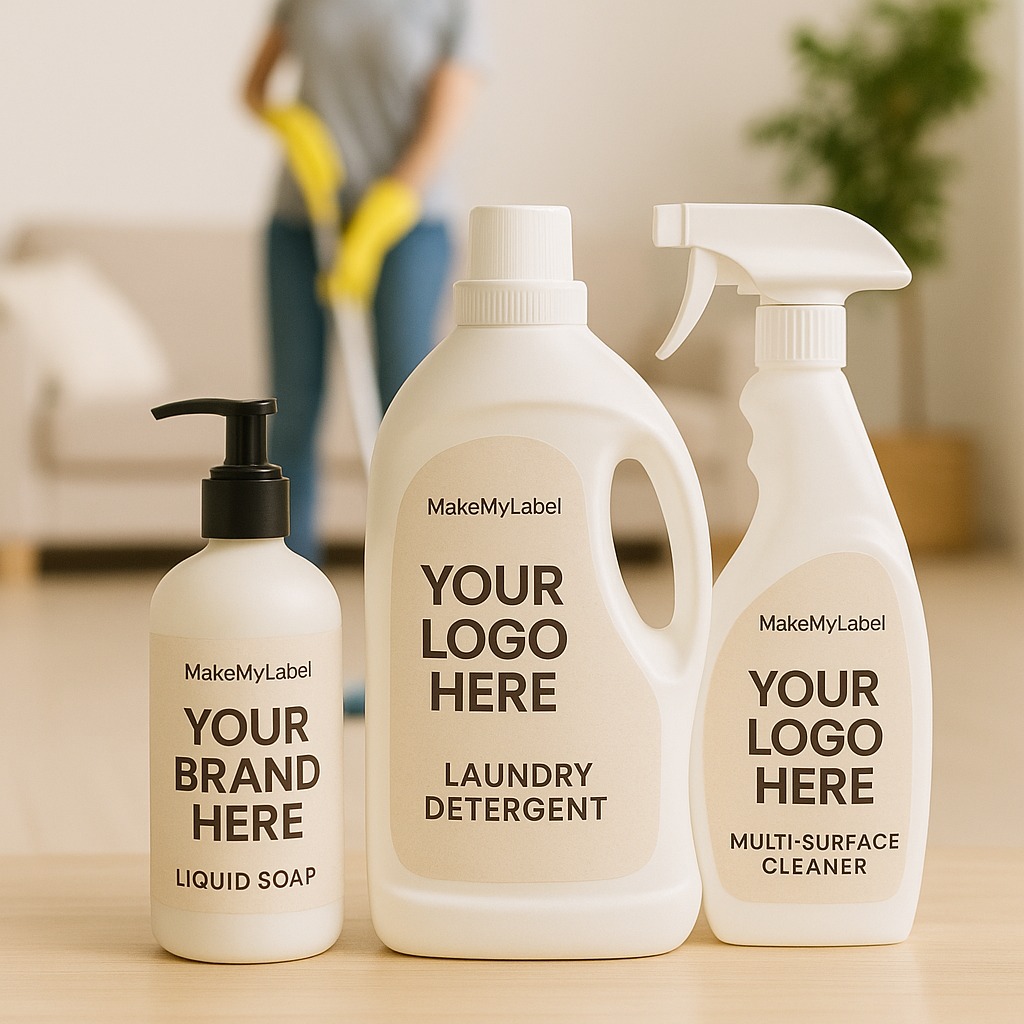 MakeMyLabel
YOUR
BRAND
HERE
LIQUID SOAP
MakeMyLabel
YOUR
LOGO
HERE
LAUNDRY
DETERGENT
MakeMyLabel
YOUR
LOGO
HERE
MULTI-SURFACE
CLEANER